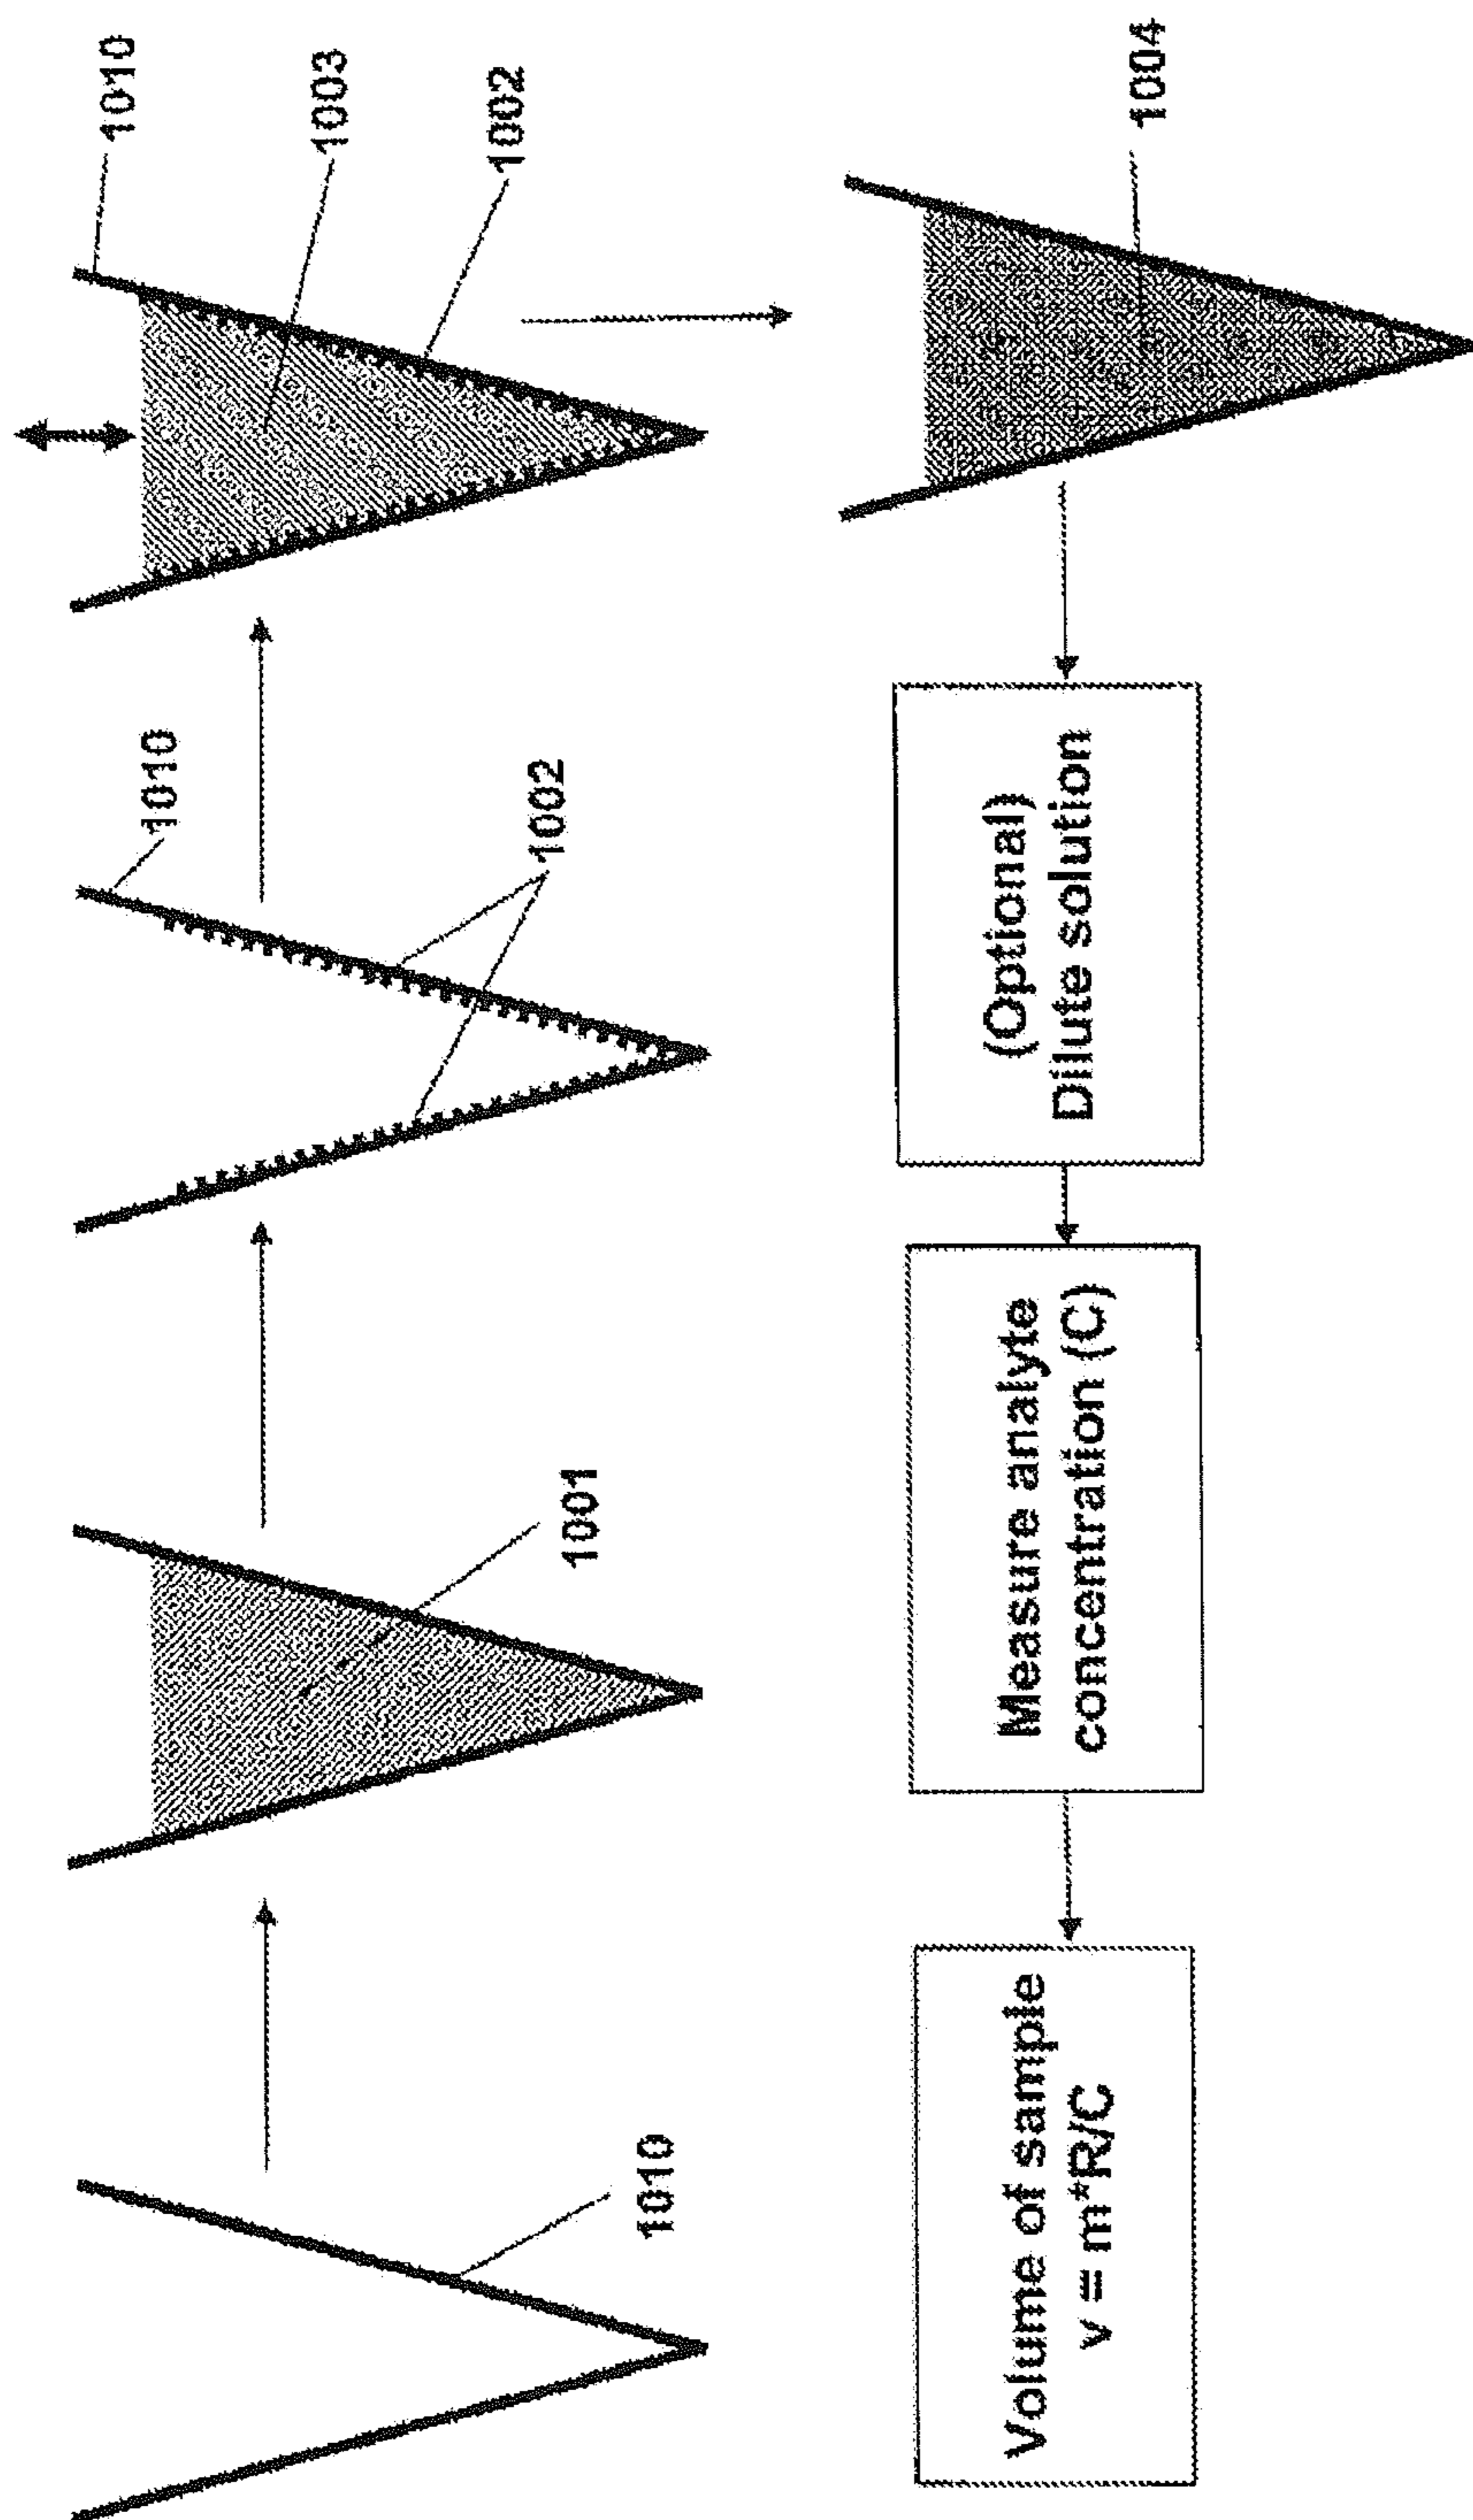 1010
1001
1010
1002
1010
1003
1002
1004
(Optional)
Dilute solution
Measure analyte
concentration (C)
Volume of sample
v = m*R/C